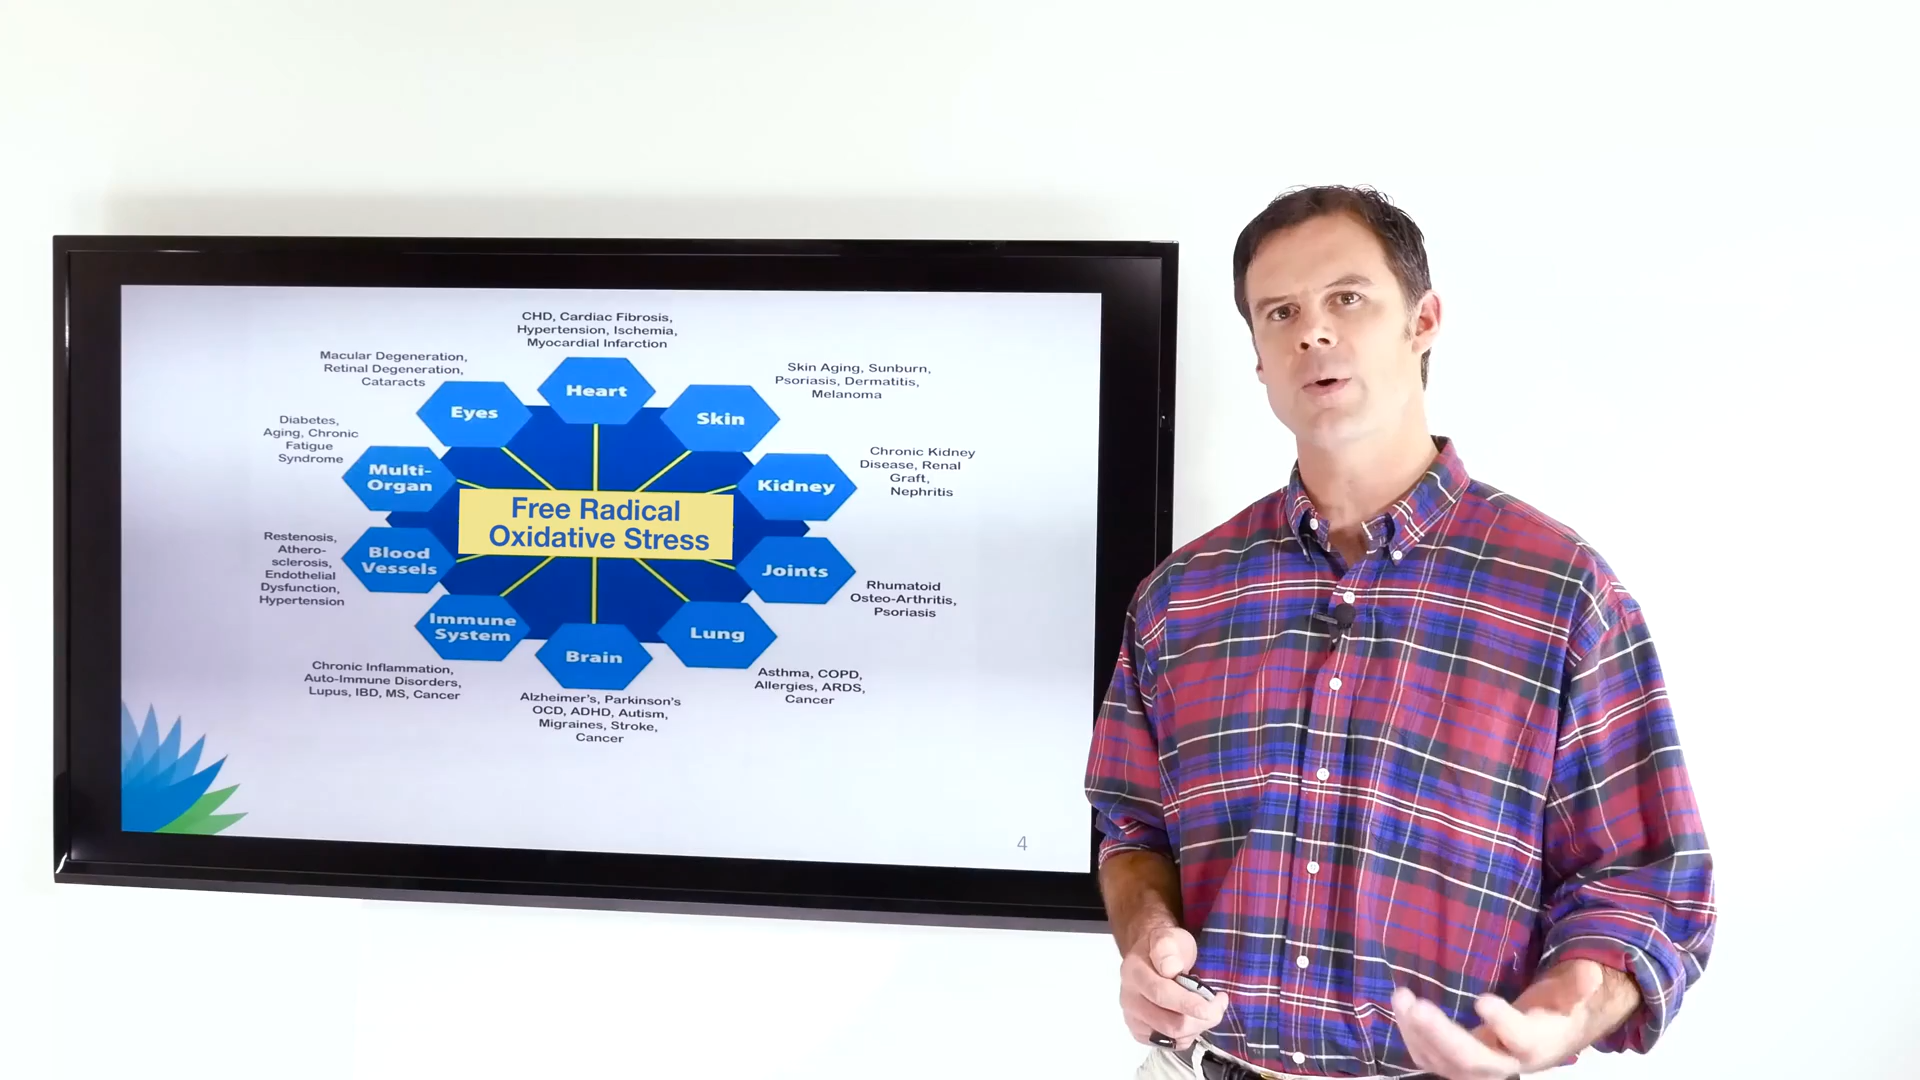 CHD, Cardiac Fibrosis,
Hypertension, Ischemia,
Myocardial Infarction
Heart
Macular Degeneration,
Retinal Degeneration,
Cataracts
Eyes
Skin Aging, Sunburn,
Psoriasis, Dermatitis,
Melanoma
Skin
Diabetes,
Aging, Chronic
Fatigue
Syndrome
Multi-
Organ
Chronic Kidney
Disease, Renal
Graft,
Nephritis
Kidney
Free Radical
Oxidative Stress
Restenosis,
Athero-
sclerosis,
Endothelial
Dysfunction,
Hypertension
Blood
Vessels
Joints
Rhumatoid
Osteo-Arthritis,
Psoriasis
Immune
System
Chronic Inflammation,
Auto-Immune Disorders,
Lupus, IBD, MS, Cancer
Brain
Alzheimer's, Parkinson's
OCD, ADHD, Autism,
Migraines, Stroke,
Cancer
Lung
Asthma, COPD,
Allergies, ARDS,
Cancer
4